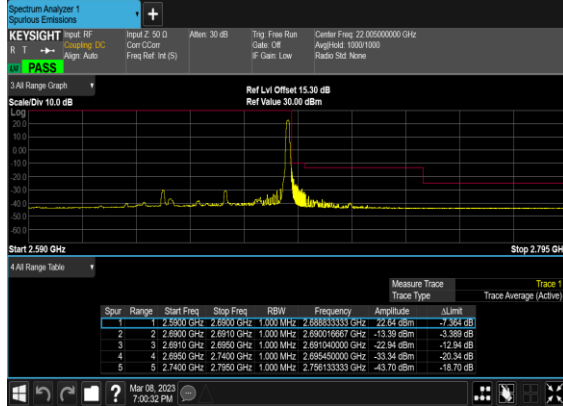 Spectrum Analyzer 1
Spurious Emissions
KEYSIGHT Input: RF Input Z: 50 Ω Atten: 30 dB Trig: Free Run Center Freq: 22.005000000 GHz
R T Coupling: DC Corr CCorr Gate: Off Avg|Hold: 1000/1000
Align: Auto Freq Ref: Int (S) IF Gain: Low Radio Std: None
PASS
3 All Range Graph
Ref Lvl Offset 15.30 dB
Scale/Div 10.0 dB Ref Value 30.00 dBm
Log
20.0
10.0
0.00
-10.0
-20.0
-30.0
-40.0
-50.0
-60.0
Start 2.590 GHz Stop 2.795 GH
4 All Range Table
Measure Trace Trace 1
Trace Type Trace Average (Active)
Spur Range Start Freq Stop Freq RBW Frequency Amplitude ΔLimit
1 1 2.5900 GHz 2.6900 GHz 1.000 MHz 2.688833333 GHz 22.64 dBm -7.364 dB
2 2 2.6900 GHz 2.6910 GHz 1.000 MHz 2.690016667 GHz -13.39 dBm -3.389 dB
3 3 2.6910 GHz 2.6950 GHz 1.000 MHz 2.691040000 GHz -22.94 dBm -12.94 dB
4 4 2.6950 GHz 2.7400 GHz 1.000 MHz 2.695450000 GHz -33.34 dBm -20.34 dB
5 5 2.7400 GHz 2.7950 GHz 1.000 MHz 2.756133333 GHz -43.70 dBm -18.70 dB
Mar 08, 2023
7:00:32 PM